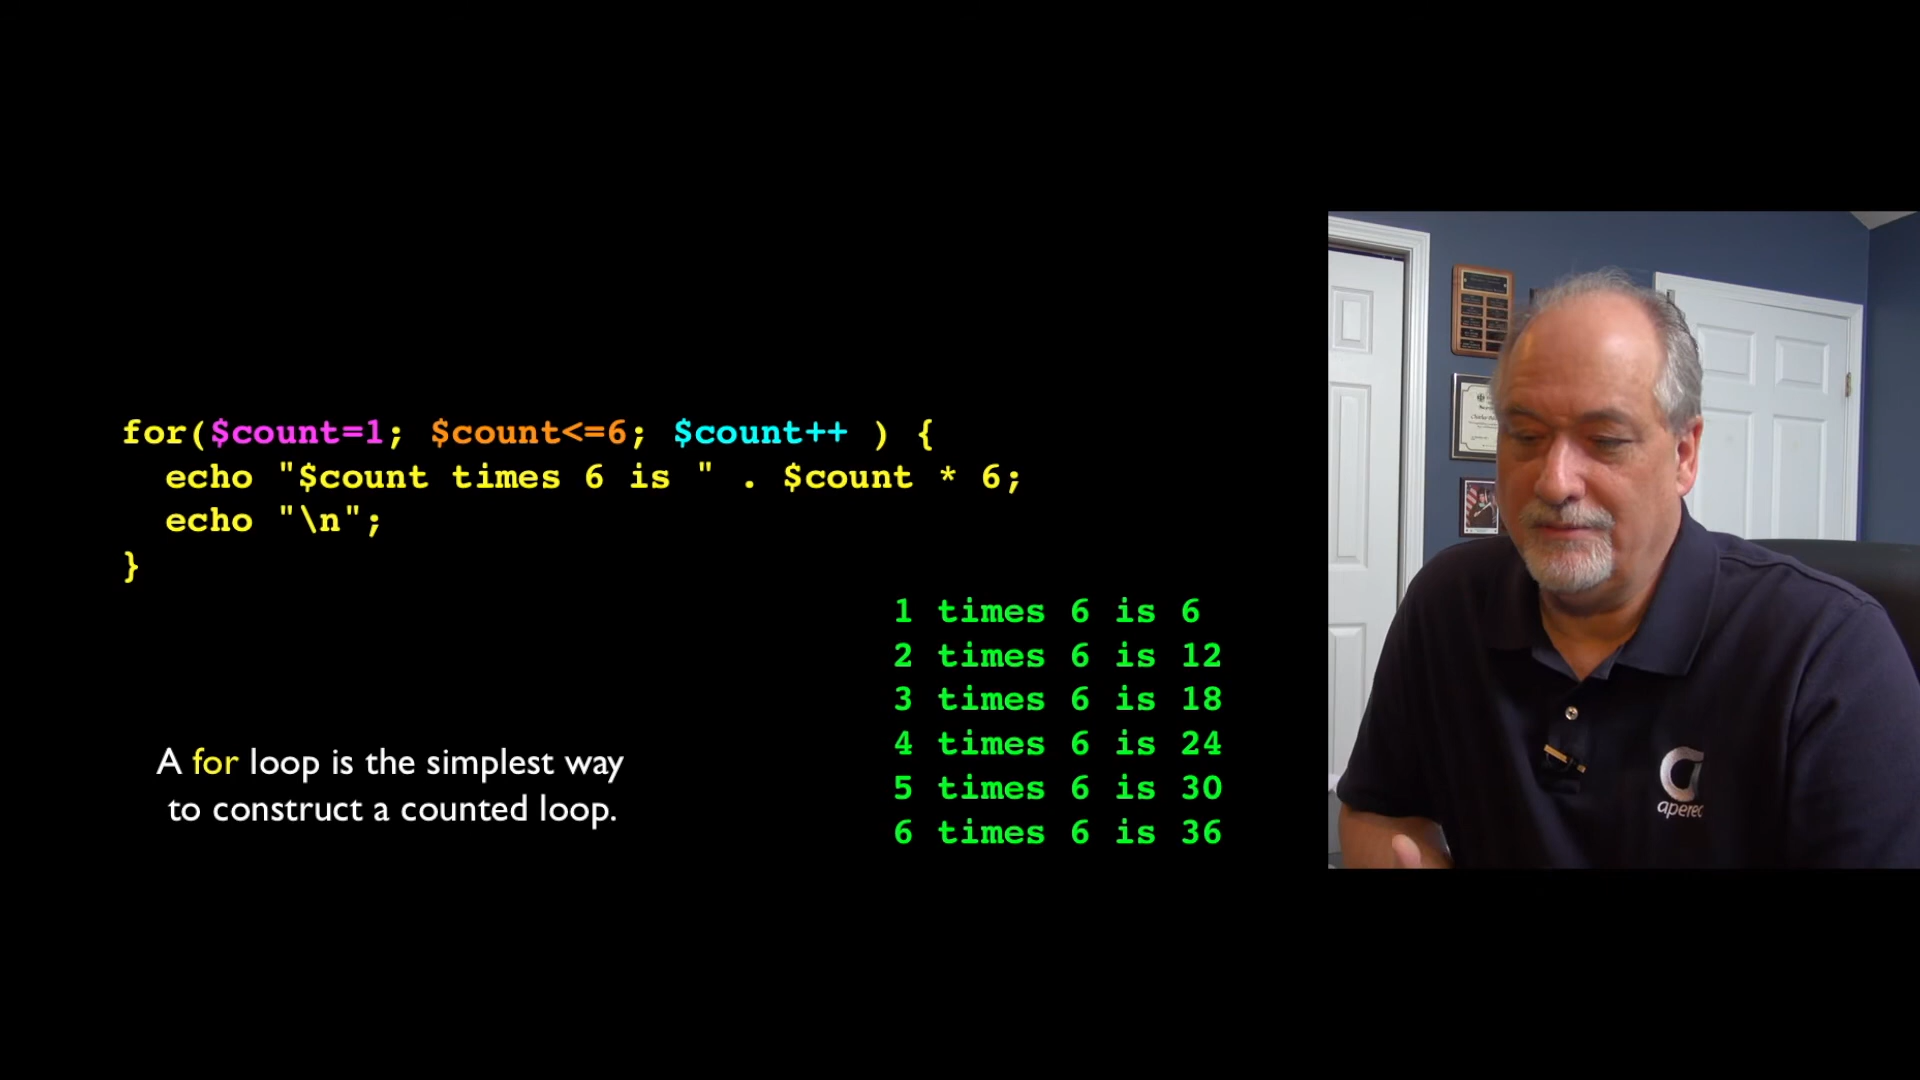 for($count=1; $count<=6; $count++ ) {
  echo "$count times 6 is " . $count * 6;
  echo "\n";
}
1 times 6 is 6
2 times 6 is 12
3 times 6 is 18
4 times 6 is 24
5 times 6 is 30
6 times 6 is 36
A for loop is the simplest way
to construct a counted loop.
apereo